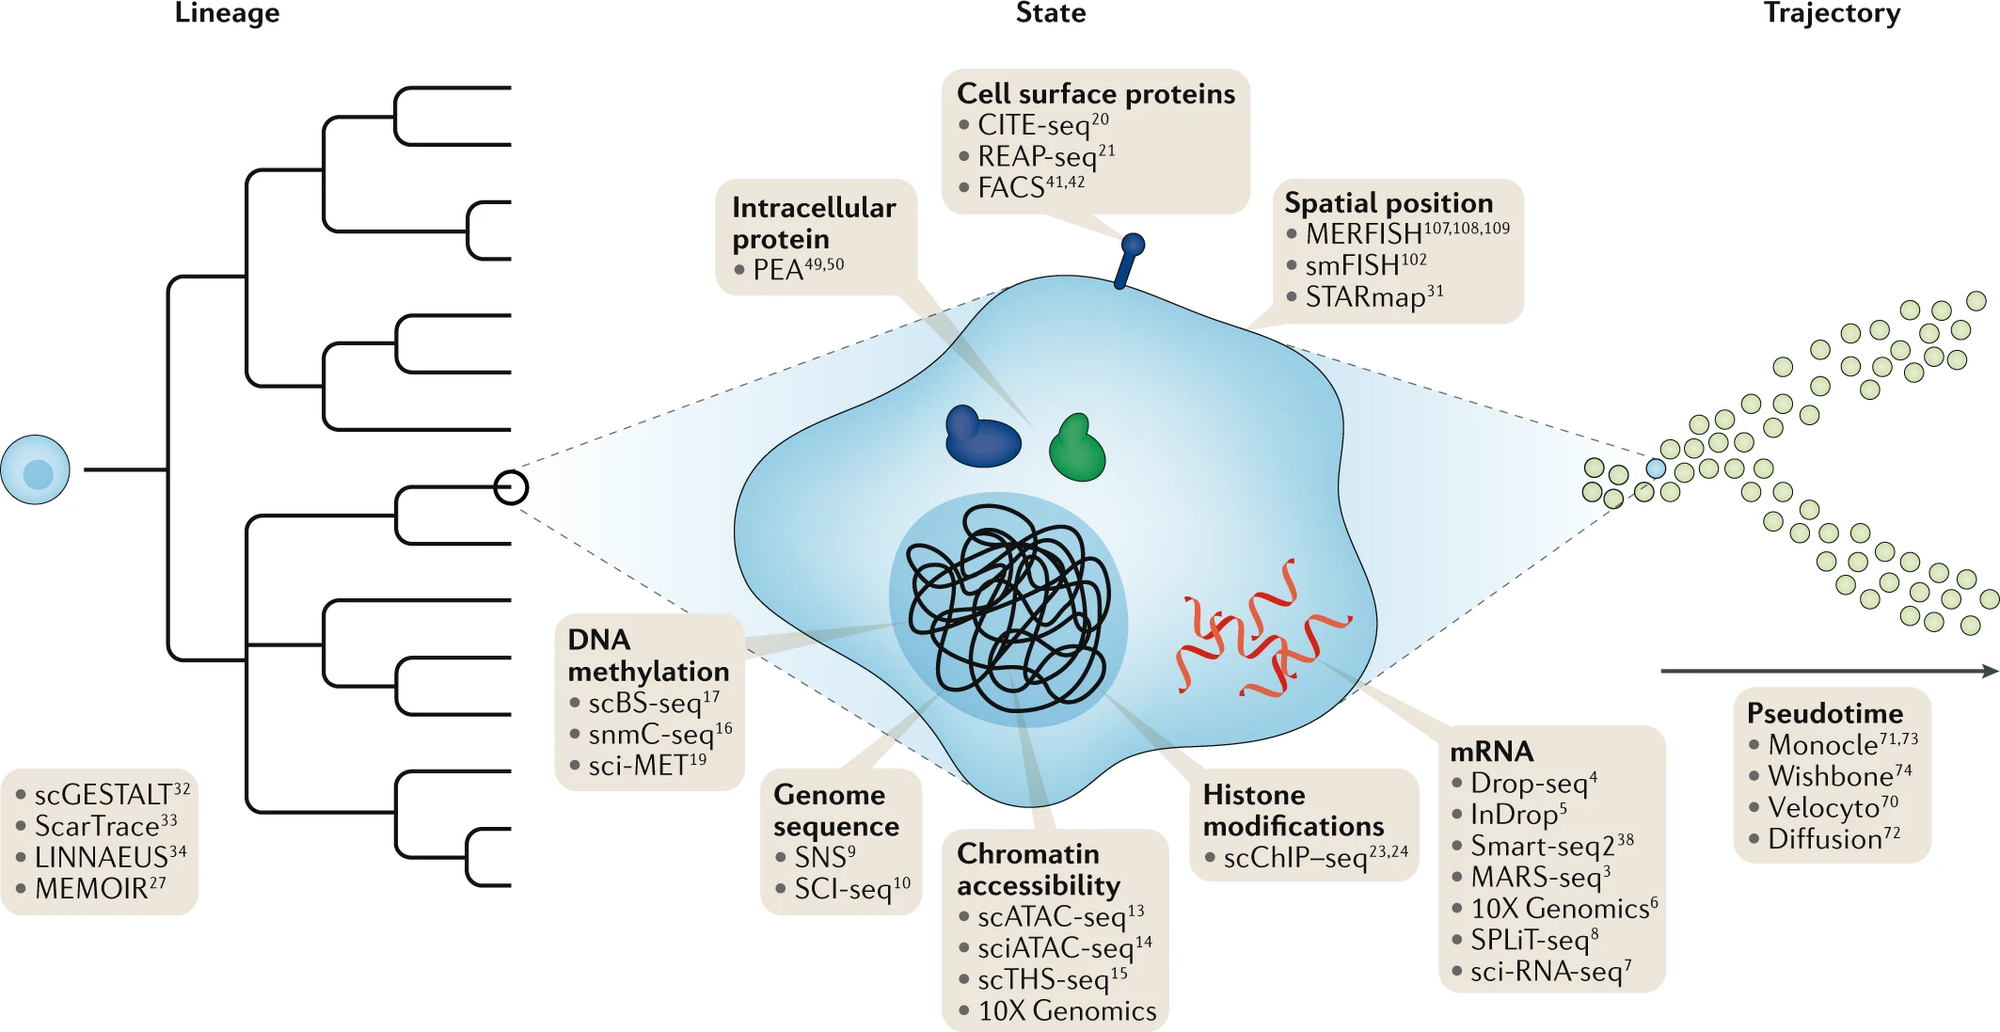 Lineage
State
Trajectory
Cell surface proteins
• CITE-seq20
• REAP-seq21
• FACS41,42
Intracellular
protein
• PEA49,50
Spatial position
• MERFISH107,108,109
• smFISH102
• STARmap31
DNA
methylation
• scBS-seq17
• snmC-seq16
• sci-MET19
• scGESTALT32
• ScarTrace33
• LINNAEUS34
• MEMOIR27
Genome
sequence
• SNS9
• SCI-seq10
Chromatin
accessibility
• scATAC-seq13
• sciATAC-seq14
• scTHS-seq15
• 10X Genomics
Histone
modifications
• scChIP–seq23,24
mRNA
• Drop-seq4
• InDrop5
• Smart-seq238
• MARS-seq3
• 10X Genomics6
• SPLiT-seq8
• sci-RNA-seq7
Pseudotime
• Monocle71,73
• Wishbone74
• Velocyto70
• Diffusion72